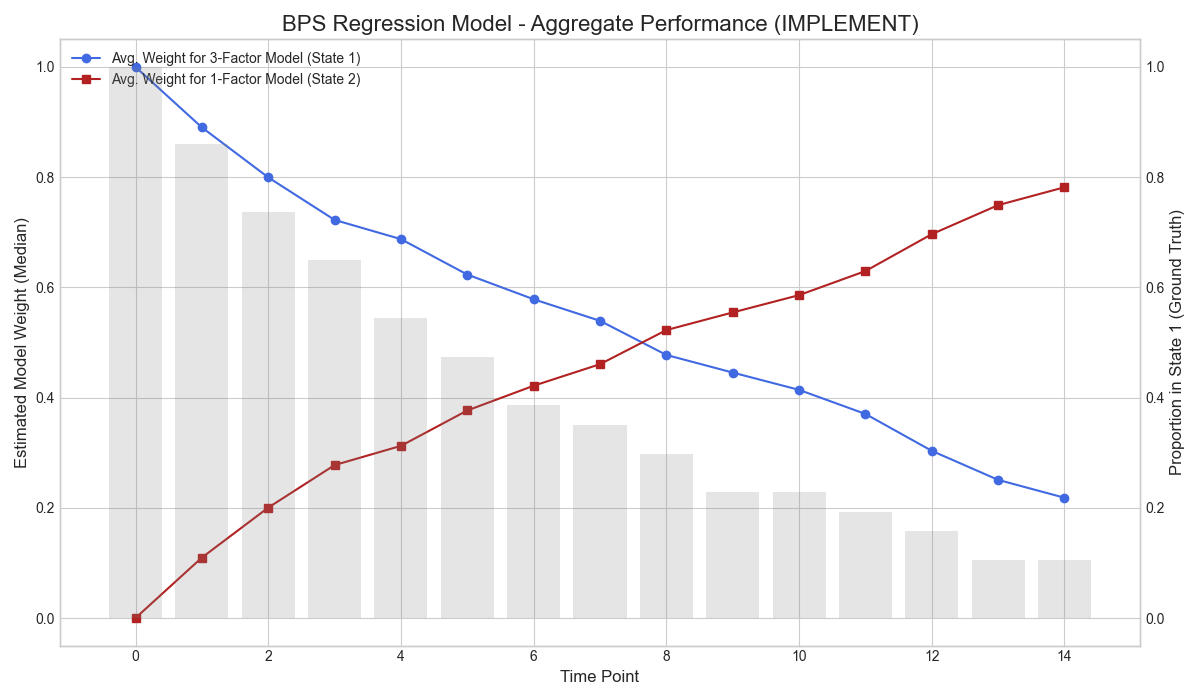 BPS Regression Model - Aggregate Performance (IMPLEMENT)
Avg. Weight for 3-Factor Model (State 1)
Avg. Weight for 1-Factor Model (State 2)
Estimated Model Weight (Median)
1.0
0.8
0.6
0.4
0.2
0.0
1.0
0.8
0.6
0.4
0.2
0.0
Proportion in State 1 (Ground Truth)
0 2 4 6 8 10 12 14
Time Point